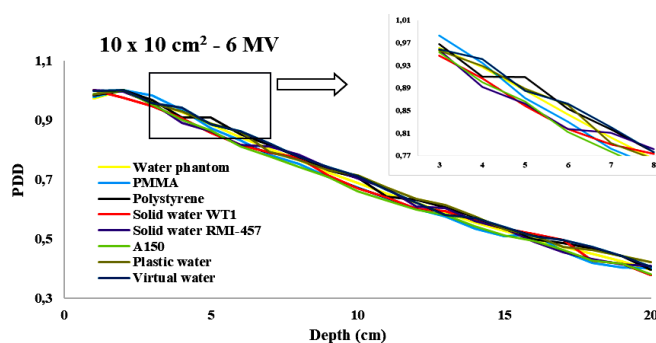 10 x 10 cm² - 6 MV
1,1
0,9
0,7
0,5
0,3
PDD
0
5
10
15
20
Depth (cm)
Water phantom
PMMA
Polystyrene
Solid water WT1
Solid water RMI-457
A150
Plastic water
Virtual water
1,01
0,97
0,93
0,89
0,85
0,81
0,77
3
4
5
6
7
8